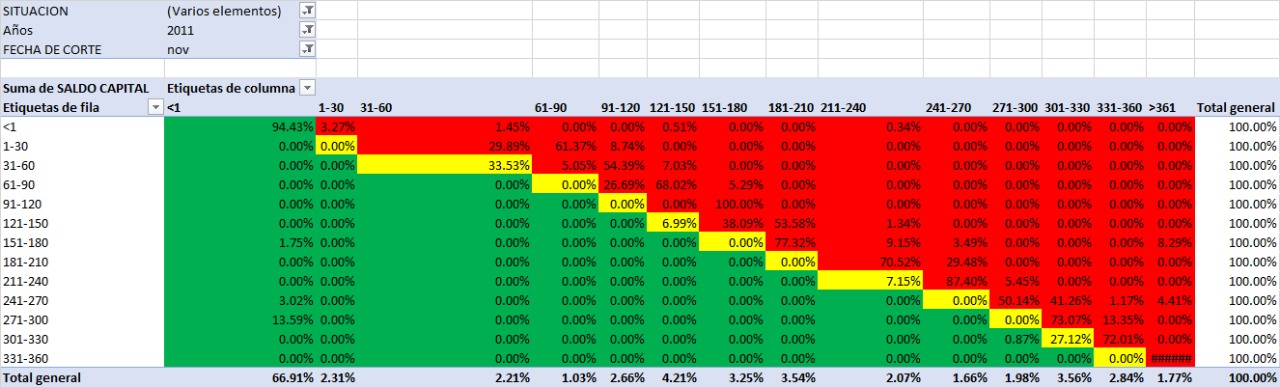 SITUACION (Varios elementos)
Años 2011
FECHA DE CORTE nov
Suma de SALDO CAPITAL Etiquetas de columna
Etiquetas de fila <1 1-30 31-60 61-90 91-120 121-150 151-180 181-210 211-240 241-270 271-300 301-330 331-360 >361 Total general
<1 94.43% 3.27% 1.45% 0.00% 0.00% 0.51% 0.00% 0.00% 0.34% 0.00% 0.00% 0.00% 0.00% 0.00% 100.00%
1-30 0.00% 0.00% 29.89% 61.37% 8.74% 0.00% 0.00% 0.00% 0.00% 0.00% 0.00% 0.00% 0.00% 0.00% 100.00%
31-60 0.00% 0.00% 33.53% 5.05% 54.39% 7.03% 0.00% 0.00% 0.00% 0.00% 0.00% 0.00% 0.00% 0.00% 100.00%
61-90 0.00% 0.00% 0.00% 0.00% 26.69% 68.02% 5.29% 0.00% 0.00% 0.00% 0.00% 0.00% 0.00% 0.00% 100.00%
91-120 0.00% 0.00% 0.00% 0.00% 0.00% 0.00% 100.00% 0.00% 0.00% 0.00% 0.00% 0.00% 0.00% 0.00% 100.00%
121-150 0.00% 0.00% 0.00% 0.00% 0.00% 6.99% 38.09% 53.58% 1.34% 0.00% 0.00% 0.00% 0.00% 0.00% 100.00%
151-180 1.75% 0.00% 0.00% 0.00% 0.00% 0.00% 0.00% 77.32% 9.15% 3.49% 0.00% 0.00% 0.00% 8.29% 100.00%
181-210 0.00% 0.00% 0.00% 0.00% 0.00% 0.00% 0.00% 0.00% 70.52% 29.48% 0.00% 0.00% 0.00% 0.00% 100.00%
211-240 0.00% 0.00% 0.00% 0.00% 0.00% 0.00% 0.00% 0.00% 7.15% 87.40% 5.45% 0.00% 0.00% 0.00% 100.00%
241-270 3.02% 0.00% 0.00% 0.00% 0.00% 0.00% 0.00% 0.00% 0.00% 0.00% 50.14% 41.26% 1.17% 4.41% 100.00%
271-300 13.59% 0.00% 0.00% 0.00% 0.00% 0.00% 0.00% 0.00% 0.00% 0.00% 0.00% 73.07% 13.35% 0.00% 100.00%
301-330 0.00% 0.00% 0.00% 0.00% 0.00% 0.00% 0.00% 0.00% 0.00% 0.00% 0.87% 27.12% 72.01% 0.00% 100.00%
331-360 0.00% 0.00% 0.00% 0.00% 0.00% 0.00% 0.00% 0.00% 0.00% 0.00% 0.00% 0.00% 0.00% ###### 100.00%
Total general 66.91% 2.31% 2.21% 1.03% 2.66% 4.21% 3.25% 3.54% 2.07% 1.66% 1.98% 3.56% 2.84% 1.77% 100.00%